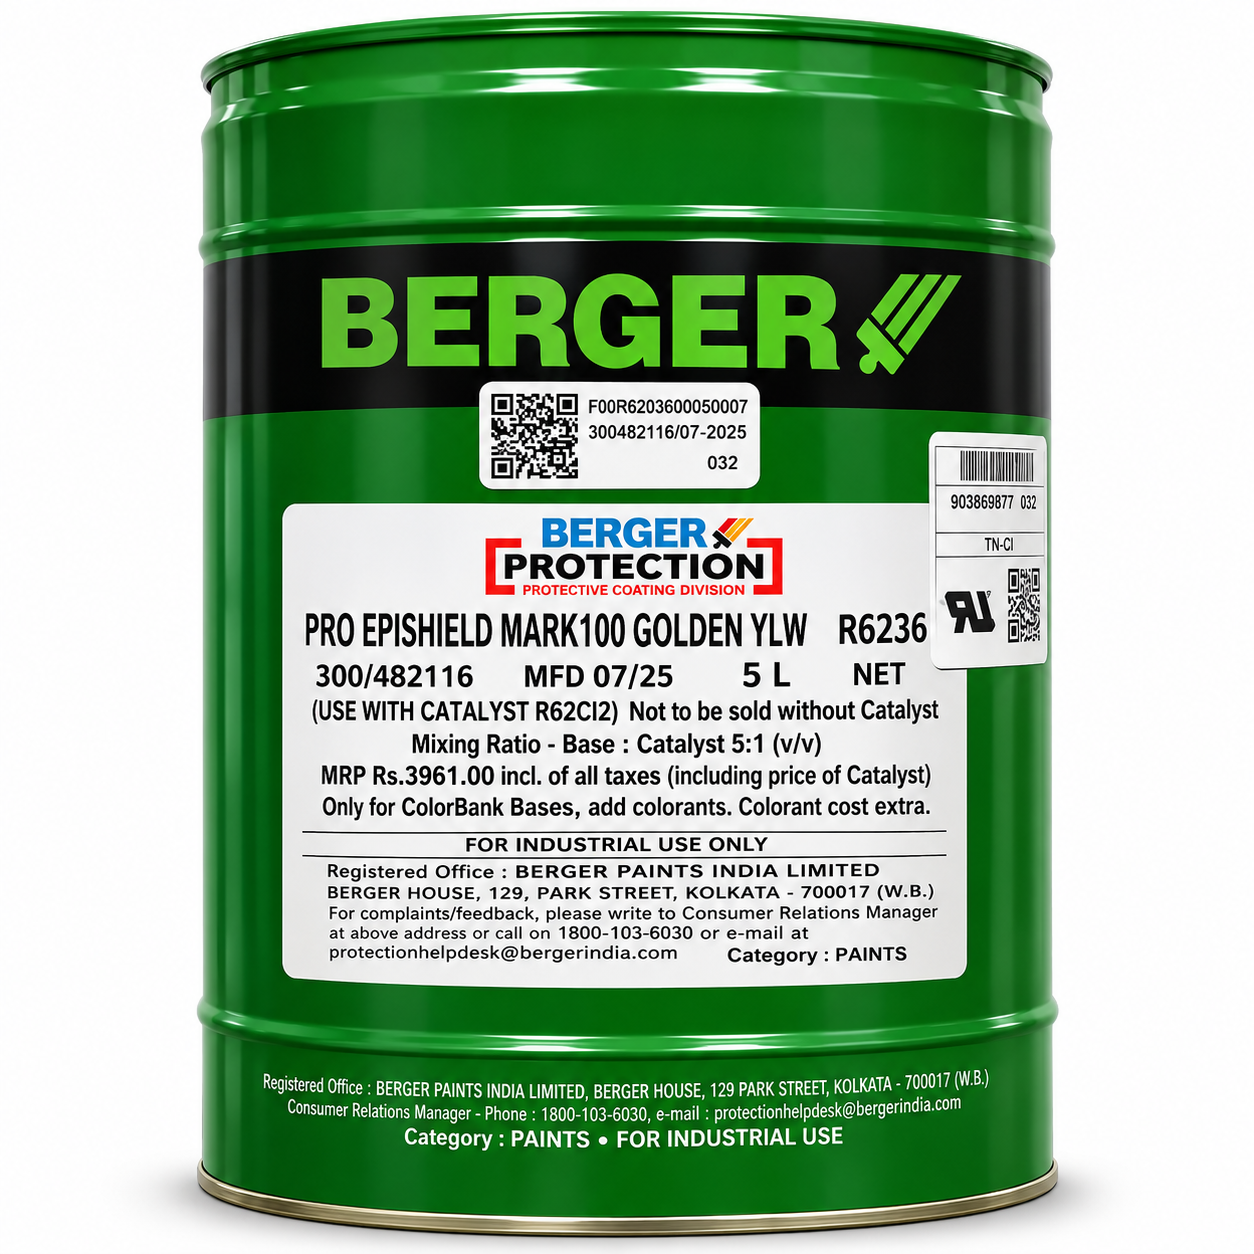 BERGER
F00R6203600050007
300482116/07-2025
032
903869877 032
TN-CI
BERGER
PROTECTION
PROTECTIVE COATING DIVISION
PRO EPISHIELD MARK100 GOLDEN YLW R6236
300/482116 MFD 07/25 5 L NET
(USE WITH CATALYST R62CI2) Not to be sold without Catalyst
Mixing Ratio - Base : Catalyst 5:1 (v/v)
MRP Rs.3961.00 incl. of all taxes (including price of Catalyst)
Only for ColorBank Bases, add colorants. Colorant cost extra.
FOR INDUSTRIAL USE ONLY
Registered Office : BERGER PAINTS INDIA LIMITED
BERGER HOUSE, 129, PARK STREET, KOLKATA - 700017 (W.B.)
For complaints/feedback, please write to Consumer Relations Manager
at above address or call on 1800-103-6030 or e-mail at
protectionhelpdesk@bergerindia.com Category : PAINTS
Registered Office : BERGER PAINTS INDIA LIMITED, BERGER HOUSE, 129 PARK STREET, KOLKATA - 700017 (W.B.)
Consumer Relations Manager - Phone : 1800-103-6030, e-mail : protectionhelpdesk@bergerindia.com
Category : PAINTS • FOR INDUSTRIAL USE